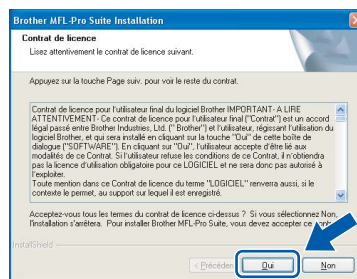 Brother MFL-Pro Suite Installation
Contrat de licence
Lisez attentivement le contrat de licence suivant.
Appuyez sur la touche Page suiv. pour voir le reste du contrat.
Contrat de licence pour l'utilisateur final du logiciel Brother IMPORTANT- A LIRE
ATTENTIVEMENT- Ce contrat de licence pour l'utilisateur final ("Contrat") est un accord
légal passé entre Brother Industries, Ltd. (" Brother") et l'utilisateur, régissant l'utilisation du
logiciel Brother, et qui sera installé en cliquant sur la touche "Oui" de cette boîte de
dialogue ("SOFTWARE"). En cliquant sur "Oui", l'utilisateur accepte d'être lié aux
modalités de ce Contrat. Si l'utilisateur refuse les conditions de ce Contrat, il n'obtiendra
pas la licence d'utilisation obligatoire pour ce LOGICIEL et ne sera donc pas autorisé à
l'exploiter.
Toute mention dans ce Contrat de licence du terme "LOGICIEL" renverra aussi, si le
contexte le permet, au support sur lequel il est enregistré.
Acceptez-vous tous les termes du contrat de licence ci-dessus ? Si vous sélectionnez Non,
l'installation s'arrêtera. Pour installer Brother MFL-Pro Suite, vous devez accepter ce
InstallShield
< Précéden
Oui
Non